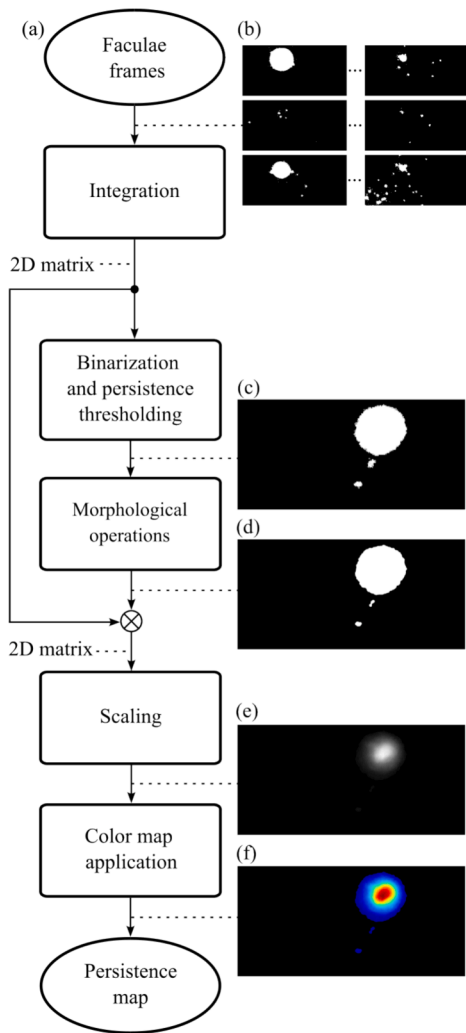 (a)
Faculae
frames
(b)
...
...
...
Integration
2D matrix
Binarization
and persistence
thresholding
(c)
Morphological
operations
(d)
2D matrix
Scaling
(e)
Color map
application
(f)
Persistence
map